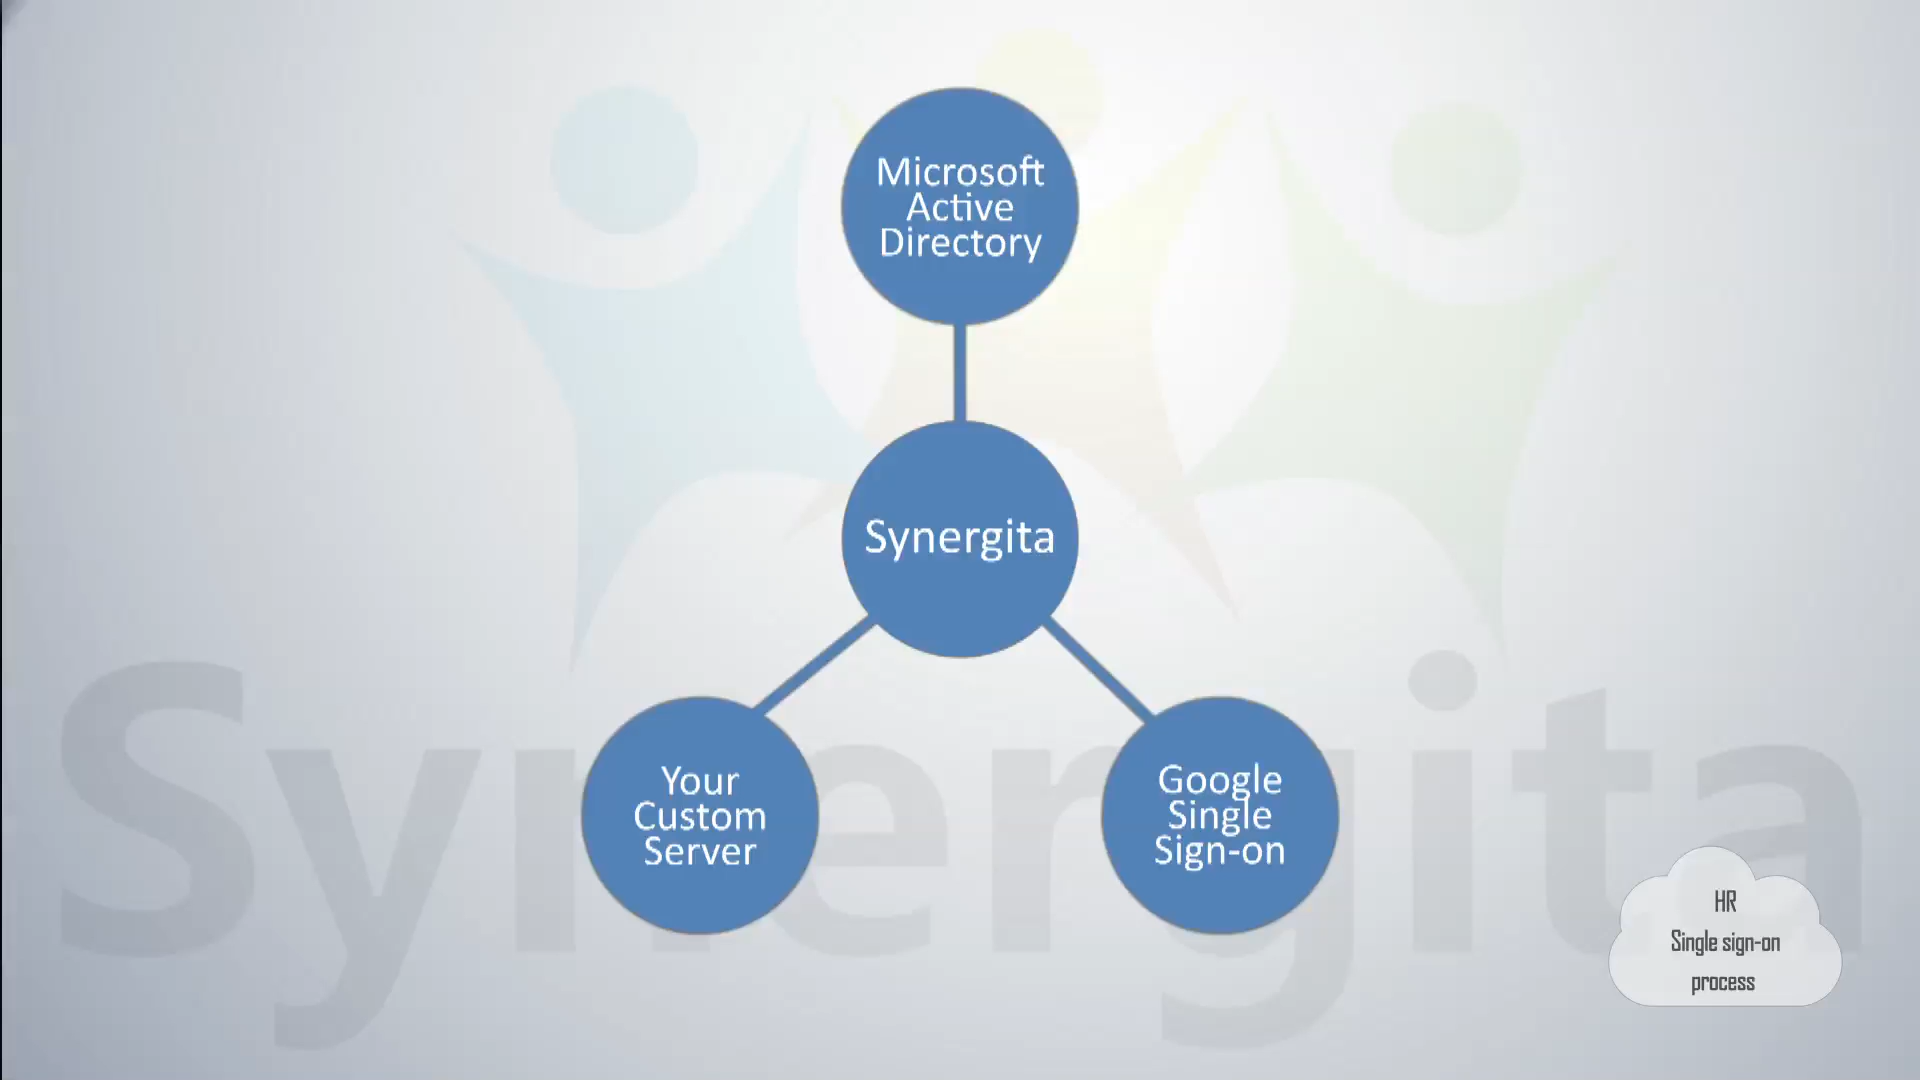 Microsoft
Active
Directory
Synergita
Your
Custom
Server
Google
Single
Sign-on
Synergita
HR
Single sign-on
process